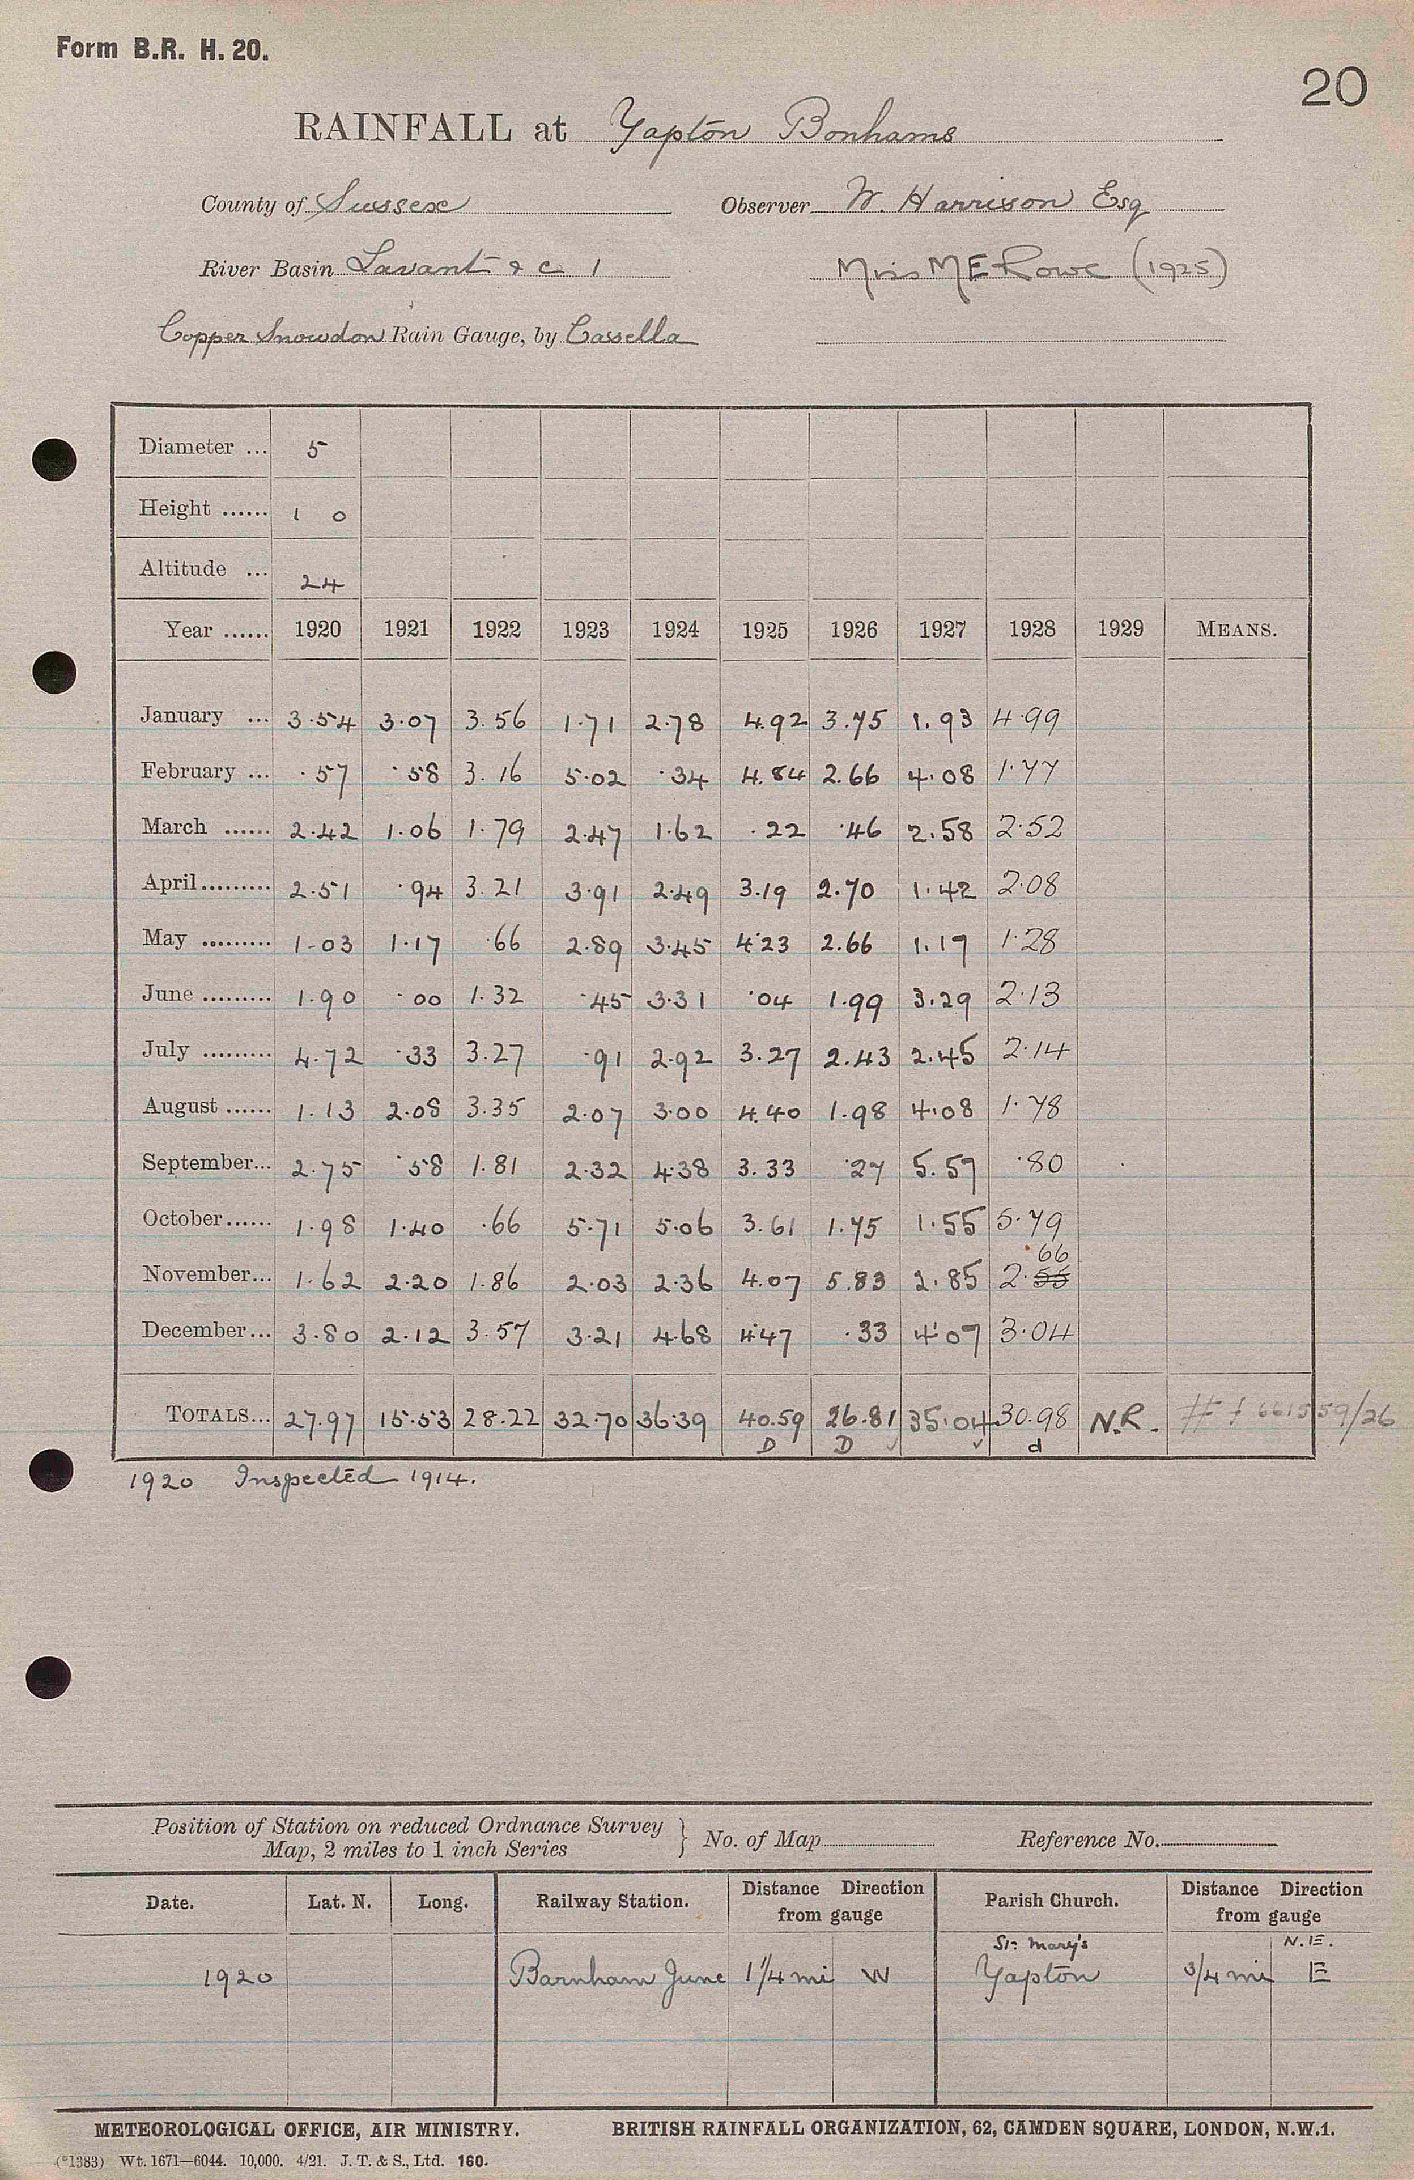 Form B.R. H. 20.
20
RAINFALL at Yapton Bonhams
County of Sussex Observer W. Harrison Esq
River Basin Lavant & c 1 Miss M E Rowe (1925)
Copper Snowdon Rain Gauge, by Cassella
Diameter ... 5
Height ...... 1 0
Altitude ... 24
Year ...... 1920 1921 1922 1923 1924 1925 1926 1927 1928 1929 MEANS.
January ... 3.54 3.07 3.56 1.71 2.78 4.92 3.75 1.93 4.99
February ... .57 .58 3.16 5.02 .34 4.84 2.66 4.08 1.77
March ...... 2.42 1.06 1.79 2.47 1.62 .22 .46 2.58 2.52
April......... 2.51 .94 3.21 3.91 2.49 3.19 2.70 1.42 2.08
May ......... 1.03 1.17 .66 2.89 3.45 4.23 2.66 1.17 1.28
June ......... 1.90 .00 1.32 .45 3.31 .04 1.99 3.29 2.13
July ......... 4.72 .33 3.27 .91 2.92 3.27 2.43 2.45 2.14
August ...... 1.13 2.08 3.35 2.07 3.00 4.40 1.98 4.08 1.78
September... 2.75 .58 1.81 2.32 4.38 3.33 .27 5.57 .80
October...... 1.98 1.40 .66 5.71 5.06 3.61 1.75 1.55 5.79
.66
November... 1.62 2.20 1.86 2.03 2.36 4.07 5.83 2.85 2.56
December... 3.80 2.12 3.57 3.21 4.68 4.47 .33 4.07 3.04
TOTALS... 27.97 15.53 28.22 32.70 36.39 40.59 26.81 35.04 30.98 N.R. 59/26
D D ✓ ✓ d
1920 Inspected 1914.
Position of Station on reduced Ordnance Survey
Map, 2 miles to 1 inch Series } No. of Map Reference No.
Date. Lat. N. Long. Railway Station. Distance Direction from gauge Parish Church. Distance Direction from gauge
St. Mary's N.E.
1920 Barnham Junc 1 1/4 mi W Yapton 3/4 mi E
METEOROLOGICAL OFFICE, AIR MINISTRY. BRITISH RAINFALL ORGANIZATION, 62, CAMDEN SQUARE, LONDON, N.W.1.
(*1383) Wt. 1671—6044. 10,000. 4/21. J. T. & S., Ltd. 160.